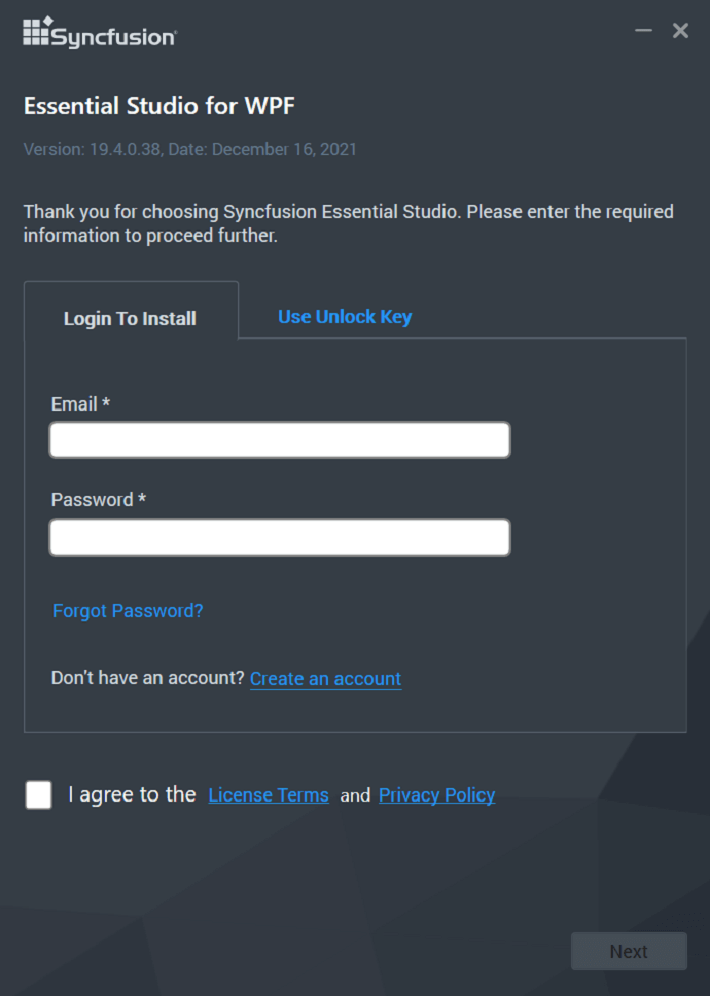 Syncfusion
Essential Studio for WPF
Version: 19.4.0.38, Date: December 16, 2021
Thank you for choosing Syncfusion Essential Studio. Please enter the required
information to proceed further.
Login To Install
Use Unlock Key
Email *
Password *
Forgot Password?
Don't have an account? Create an account
I agree to the License Terms and Privacy Policy
Next